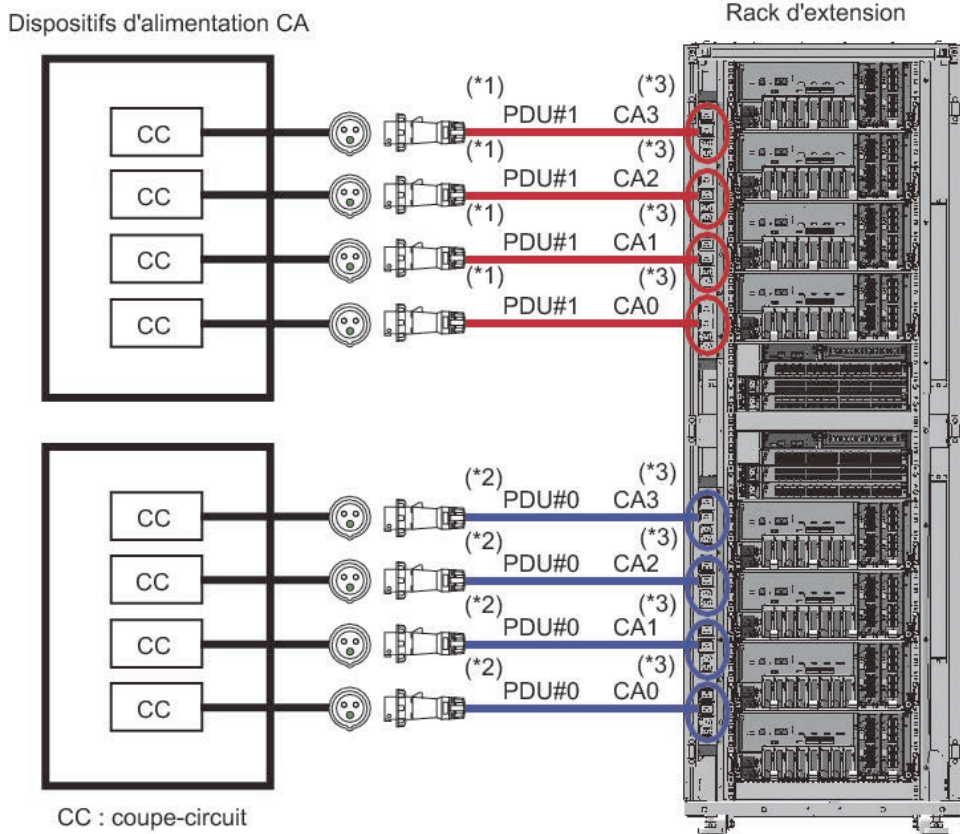 Dispositifs d'alimentation CA
Rack d'extension
(*1) (*3)
CC PDU#1 CA3
(*1) (*3)
CC PDU#1 CA2
(*1) (*3)
CC PDU#1 CA1
(*1) (*3)
CC PDU#1 CA0
(*2) (*3)
CC PDU#0 CA3
(*2) (*3)
CC PDU#0 CA2
(*2) (*3)
CC PDU#0 CA1
(*2) (*3)
CC PDU#0 CA0
CC : coupe-circuit